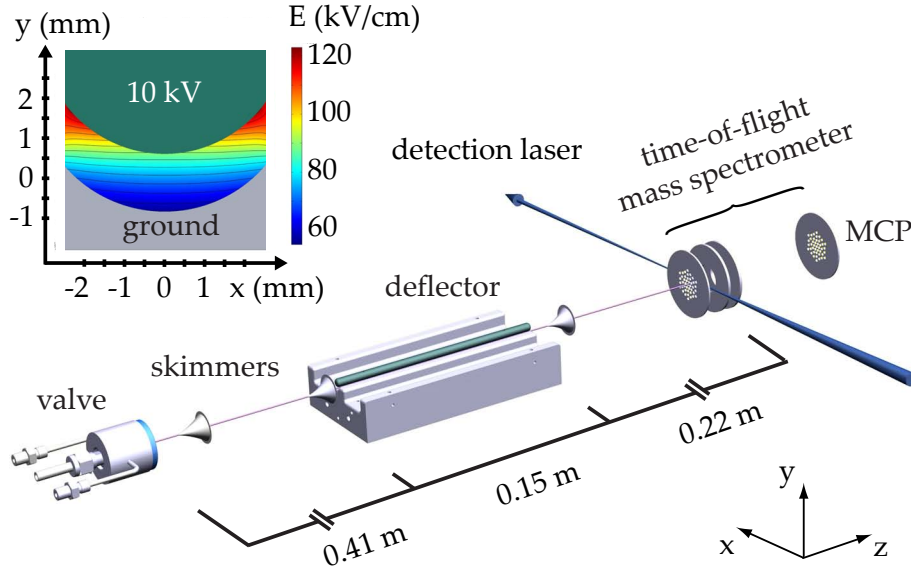 y (mm)
E (kV/cm)
120
100
80
60
10 kV
ground
2
1
0
-1
-2 -1 0 1 x (mm)
time-of-flight
mass spectrometer
detection laser
MCP
deflector
skimmers
valve
0.22 m
0.15 m
0.41 m
y
x
z